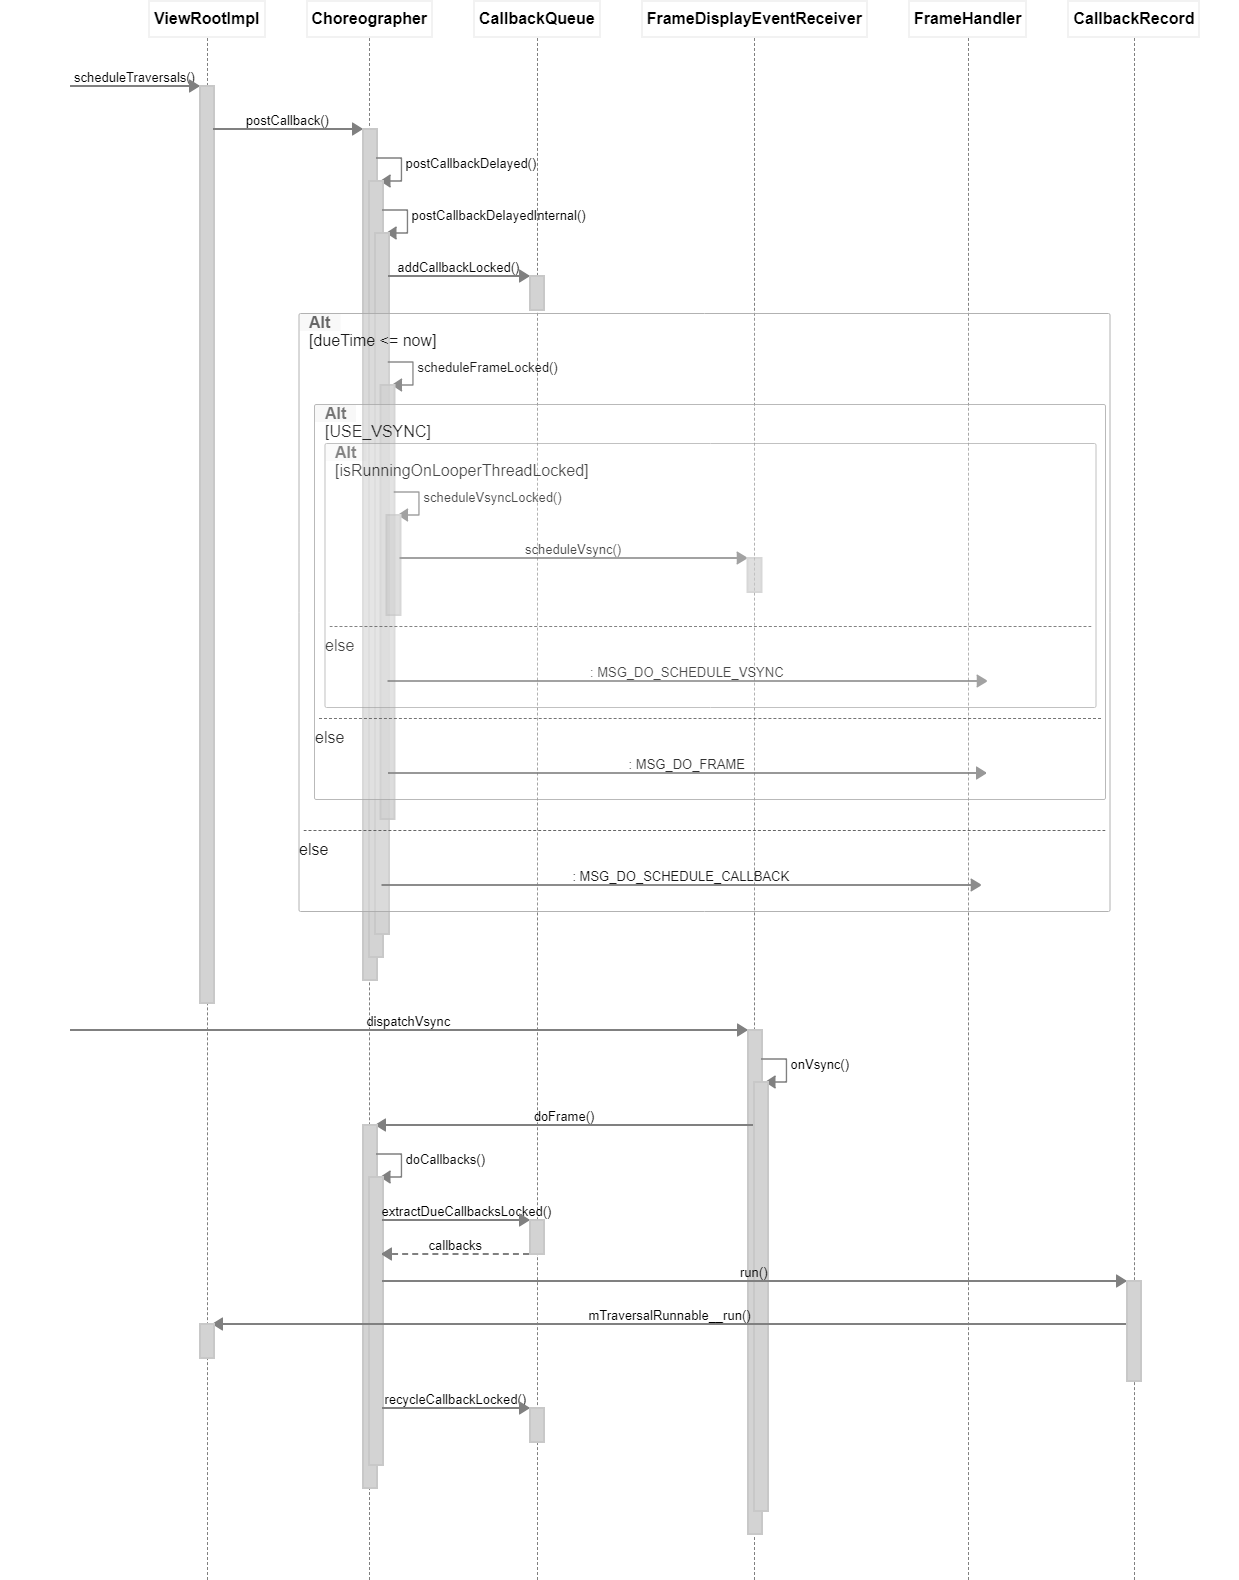 ViewRootImpl
Choreographer
CallbackQueue
FrameDisplayEventReceiver
FrameHandler
CallbackRecord
scheduleTraversals()
postCallback()
postCallbackDelayed()
postCallbackDelayedInternal()
addCallbackLocked()
Alt
[dueTime <= now]
scheduleFrameLocked()
Alt
[USE_VSYNC]
Alt
[isRunningOnLooperThreadLocked]
scheduleVsyncLocked()
scheduleVsync()
else
: MSG_DO_SCHEDULE_VSYNC
else
: MSG_DO_FRAME
else
: MSG_DO_SCHEDULE_CALLBACK
dispatchVsync
onVsync()
doFrame()
doCallbacks()
extractDueCallbacksLocked()
callbacks
run()
mTraversalRunnable__run()
recycleCallbackLocked()